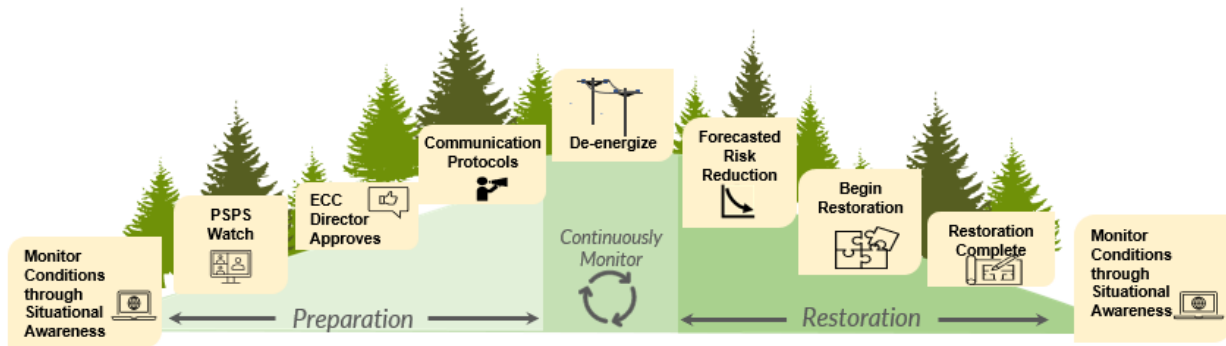 Monitor
Conditions
through
Situational
Awareness
PSPS
Watch
ECC
Director
Approves
Communication
Protocols
De-energize
Forecasted
Risk
Reduction
Begin
Restoration
Restoration
Complete
Monitor
Conditions
through
Situational
Awareness
Continuously
Monitor
Preparation
Restoration